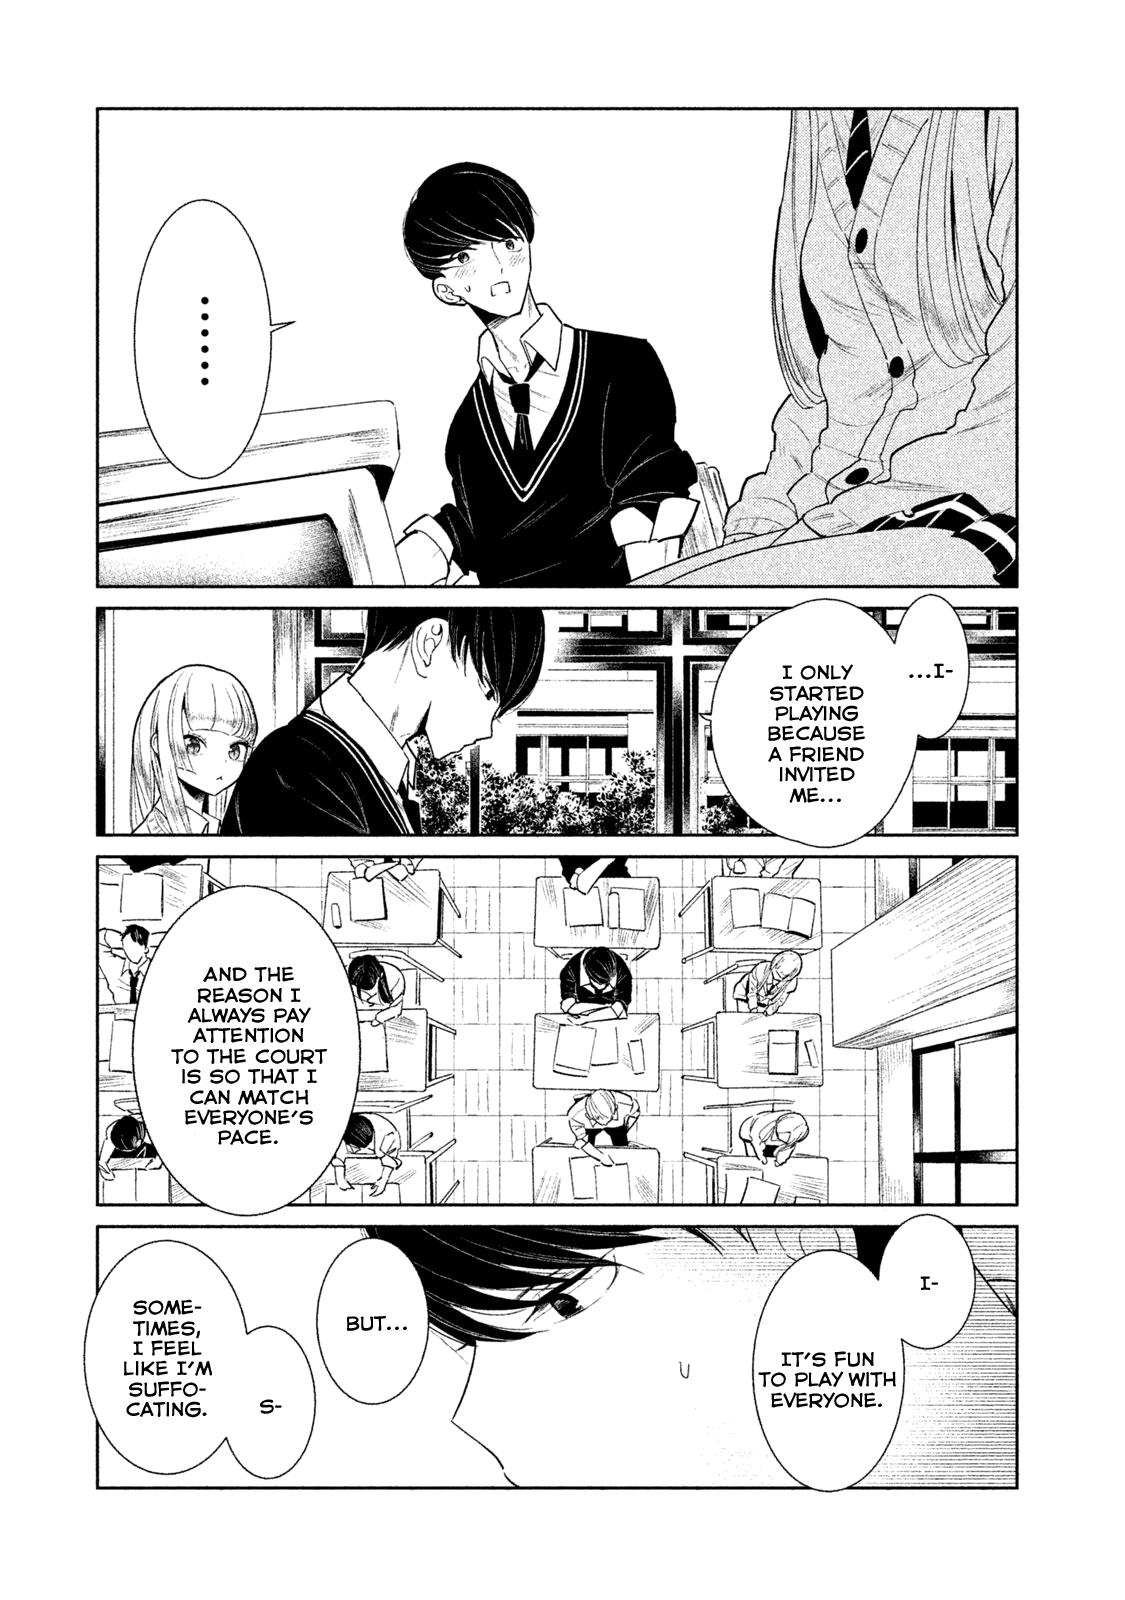 ......
...I-
I ONLY
STARTED
PLAYING
BECAUSE
A FRIEND
INVITED
ME...
AND THE
REASON I
ALWAYS PAY
ATTENTION
TO THE COURT
IS SO THAT I
CAN MATCH
EVERYONE'S
PACE.
I-
IT'S FUN
TO PLAY WITH
EVERYONE.
BUT...
S-
SOME-
TIMES,
I FEEL
LIKE I'M
SUFFO-
CATING.